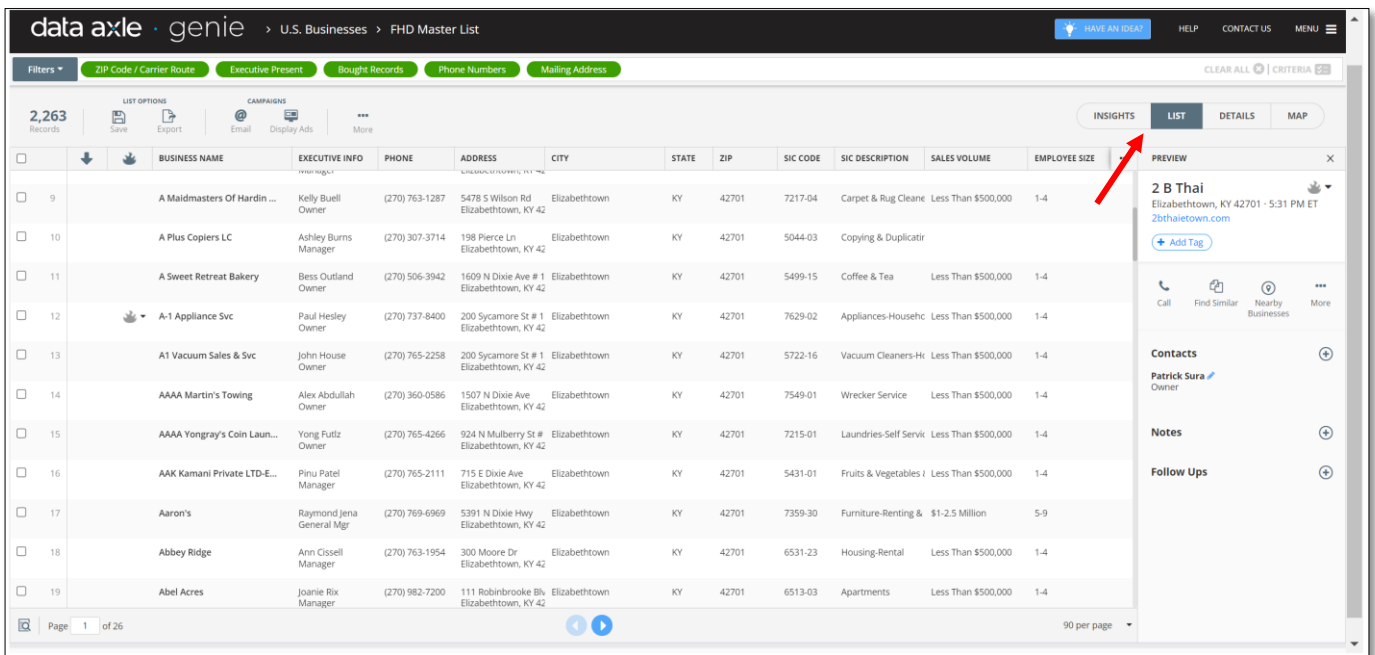 data axle · genie › U.S. Businesses › FHD Master List HAVE AN IDEA? HELP CONTACT US MENU
Filters ZIP Code / Carrier Route Executive Present Bought Records Phone Numbers Mailing Address CLEAR ALL | CRITERIA
LIST OPTIONS CAMPAIGNS
2,263 Records Save Export Email Display Ads More INSIGHTS LIST DETAILS MAP
BUSINESS NAME EXECUTIVE INFO PHONE ADDRESS CITY STATE ZIP SIC CODE SIC DESCRIPTION SALES VOLUME EMPLOYEE SIZE PREVIEW
9 A Maidmasters Of Hardin ... Kelly Buell (270) 763-1287 5478 S Wilson Rd Elizabethtown KY 42701 7217-04 Carpet & Rug Cleane Less Than $500,000 1-4
Owner Elizabethtown, KY 42
10 A Plus Copiers LC Ashley Burns (270) 307-3714 198 Pierce Ln Elizabethtown KY 42701 5044-03 Copying & Duplicatir
Manager Elizabethtown, KY 42
11 A Sweet Retreat Bakery Bess Outland (270) 506-3942 1609 N Dixie Ave # 1 Elizabethtown KY 42701 5499-15 Coffee & Tea Less Than $500,000 1-4
Owner Elizabethtown, KY 42
12 A-1 Appliance Svc Paul Hesley (270) 737-8400 200 Sycamore St # 1 Elizabethtown KY 42701 7629-02 Appliances-Househc Less Than $500,000 1-4
Owner Elizabethtown, KY 42
13 A1 Vacuum Sales & Svc John House (270) 765-2258 200 Sycamore St # 1 Elizabethtown KY 42701 5722-16 Vacuum Cleaners-Hc Less Than $500,000 1-4
Owner Elizabethtown, KY 42
14 AAAA Martin's Towing Alex Abdullah (270) 360-0586 1507 N Dixie Ave Elizabethtown KY 42701 7549-01 Wrecker Service Less Than $500,000 1-4
Owner Elizabethtown, KY 42
15 AAAA Yongray's Coin Laun... Yong Futlz (270) 765-4266 924 N Mulberry St # Elizabethtown KY 42701 7215-01 Laundries-Self Servic Less Than $500,000 1-4
Owner Elizabethtown, KY 42
16 AAK Kamani Private LTD-E... Pinu Patel (270) 765-2111 715 E Dixie Ave Elizabethtown KY 42701 5431-01 Fruits & Vegetables Less Than $500,000 1-4
Manager Elizabethtown, KY 42
17 Aaron's Raymond Jena (270) 769-6969 5391 N Dixie Hwy Elizabethtown KY 42701 7359-30 Furniture-Renting & $1-2.5 Million 5-9
General Mgr Elizabethtown, KY 42
18 Abbey Ridge Ann Cissell (270) 763-1954 300 Moore Dr Elizabethtown KY 42701 6531-23 Housing-Rental Less Than $500,000 1-4
Manager Elizabethtown, KY 42
19 Abel Acres Joanie Rix (270) 982-7200 111 Robinbrooke Blv Elizabethtown KY 42701 6513-03 Apartments Less Than $500,000 1-4
Manager Elizabethtown, KY 42
Page 1 of 26 90 per page
2 B Thai
Elizabethtown, KY 42701 · 5:31 PM ET
2bthaietown.com
+ Add Tag
Call Find Similar Nearby Businesses More
Contacts
Patrick Sura
Owner
Notes
Follow Ups